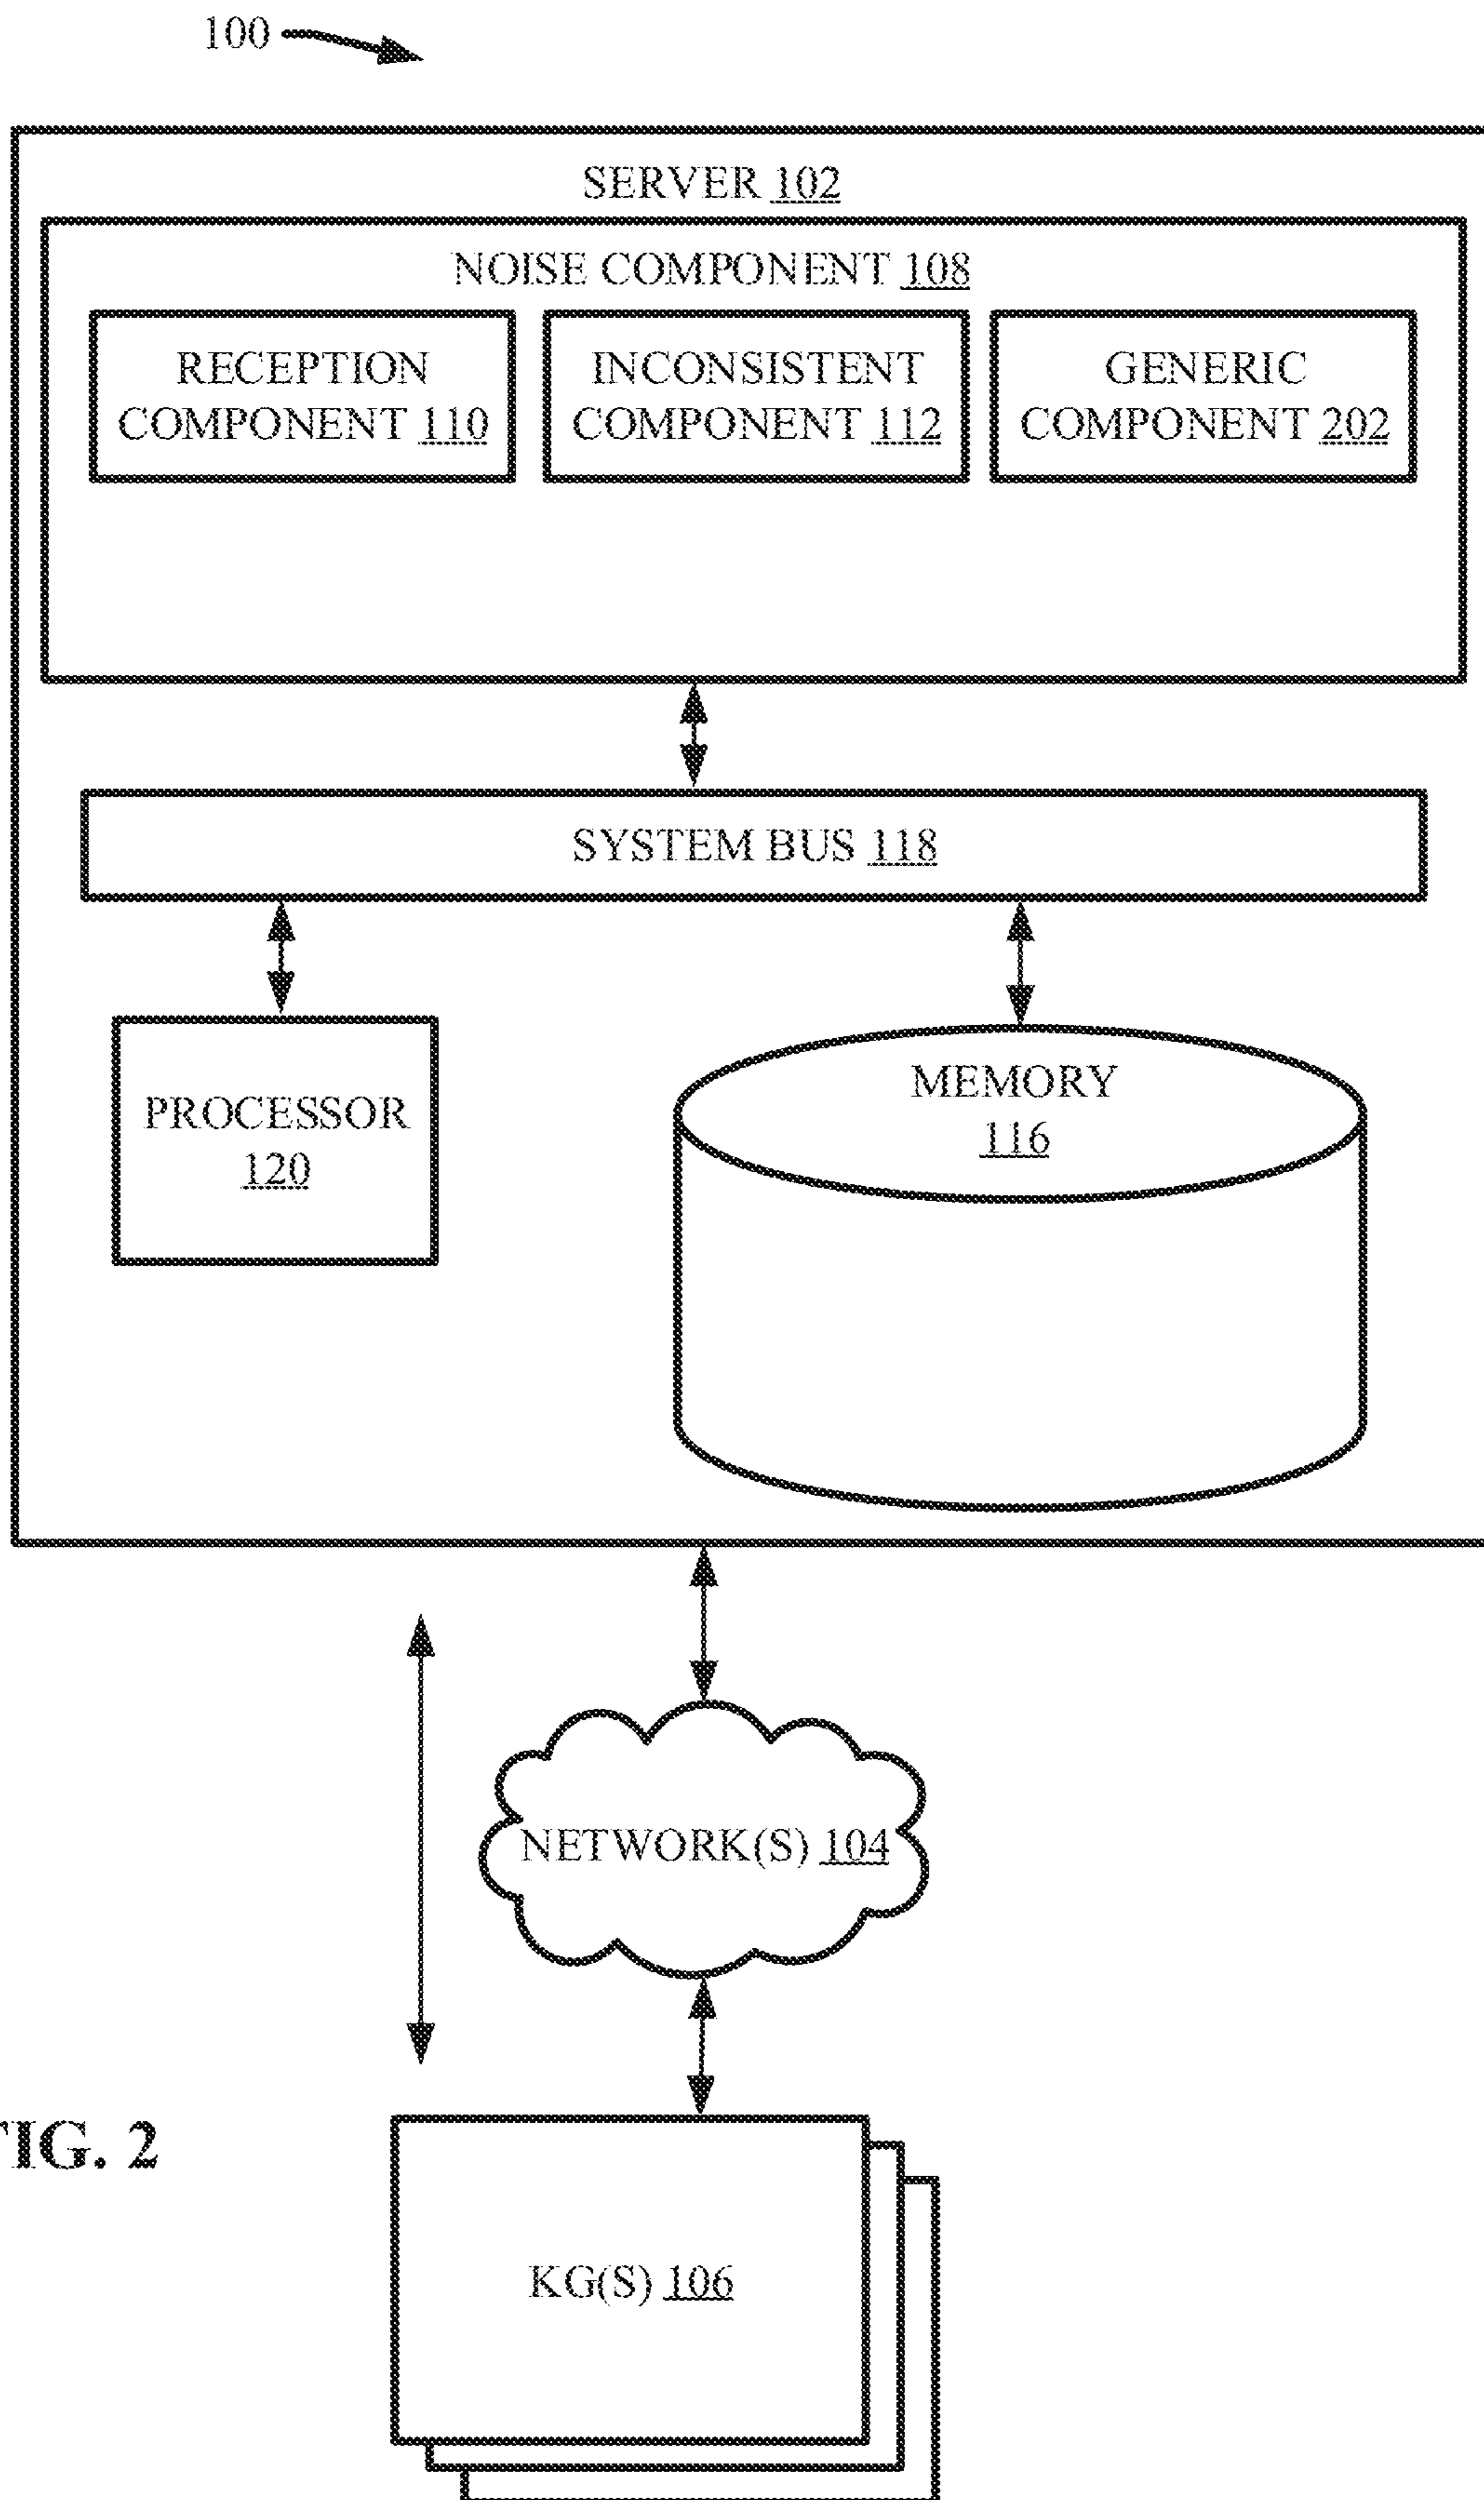 100
SERVER 102
NOISE COMPONENT 108
RECEPTION
COMPONENT 110
INCONSISTENT
COMPONENT 112
GENERIC
COMPONENT 202
SYSTEM BUS 118
PROCESSOR
120
MEMORY
116
NETWORK(S) 104
FIG. 2
KG(S) 106